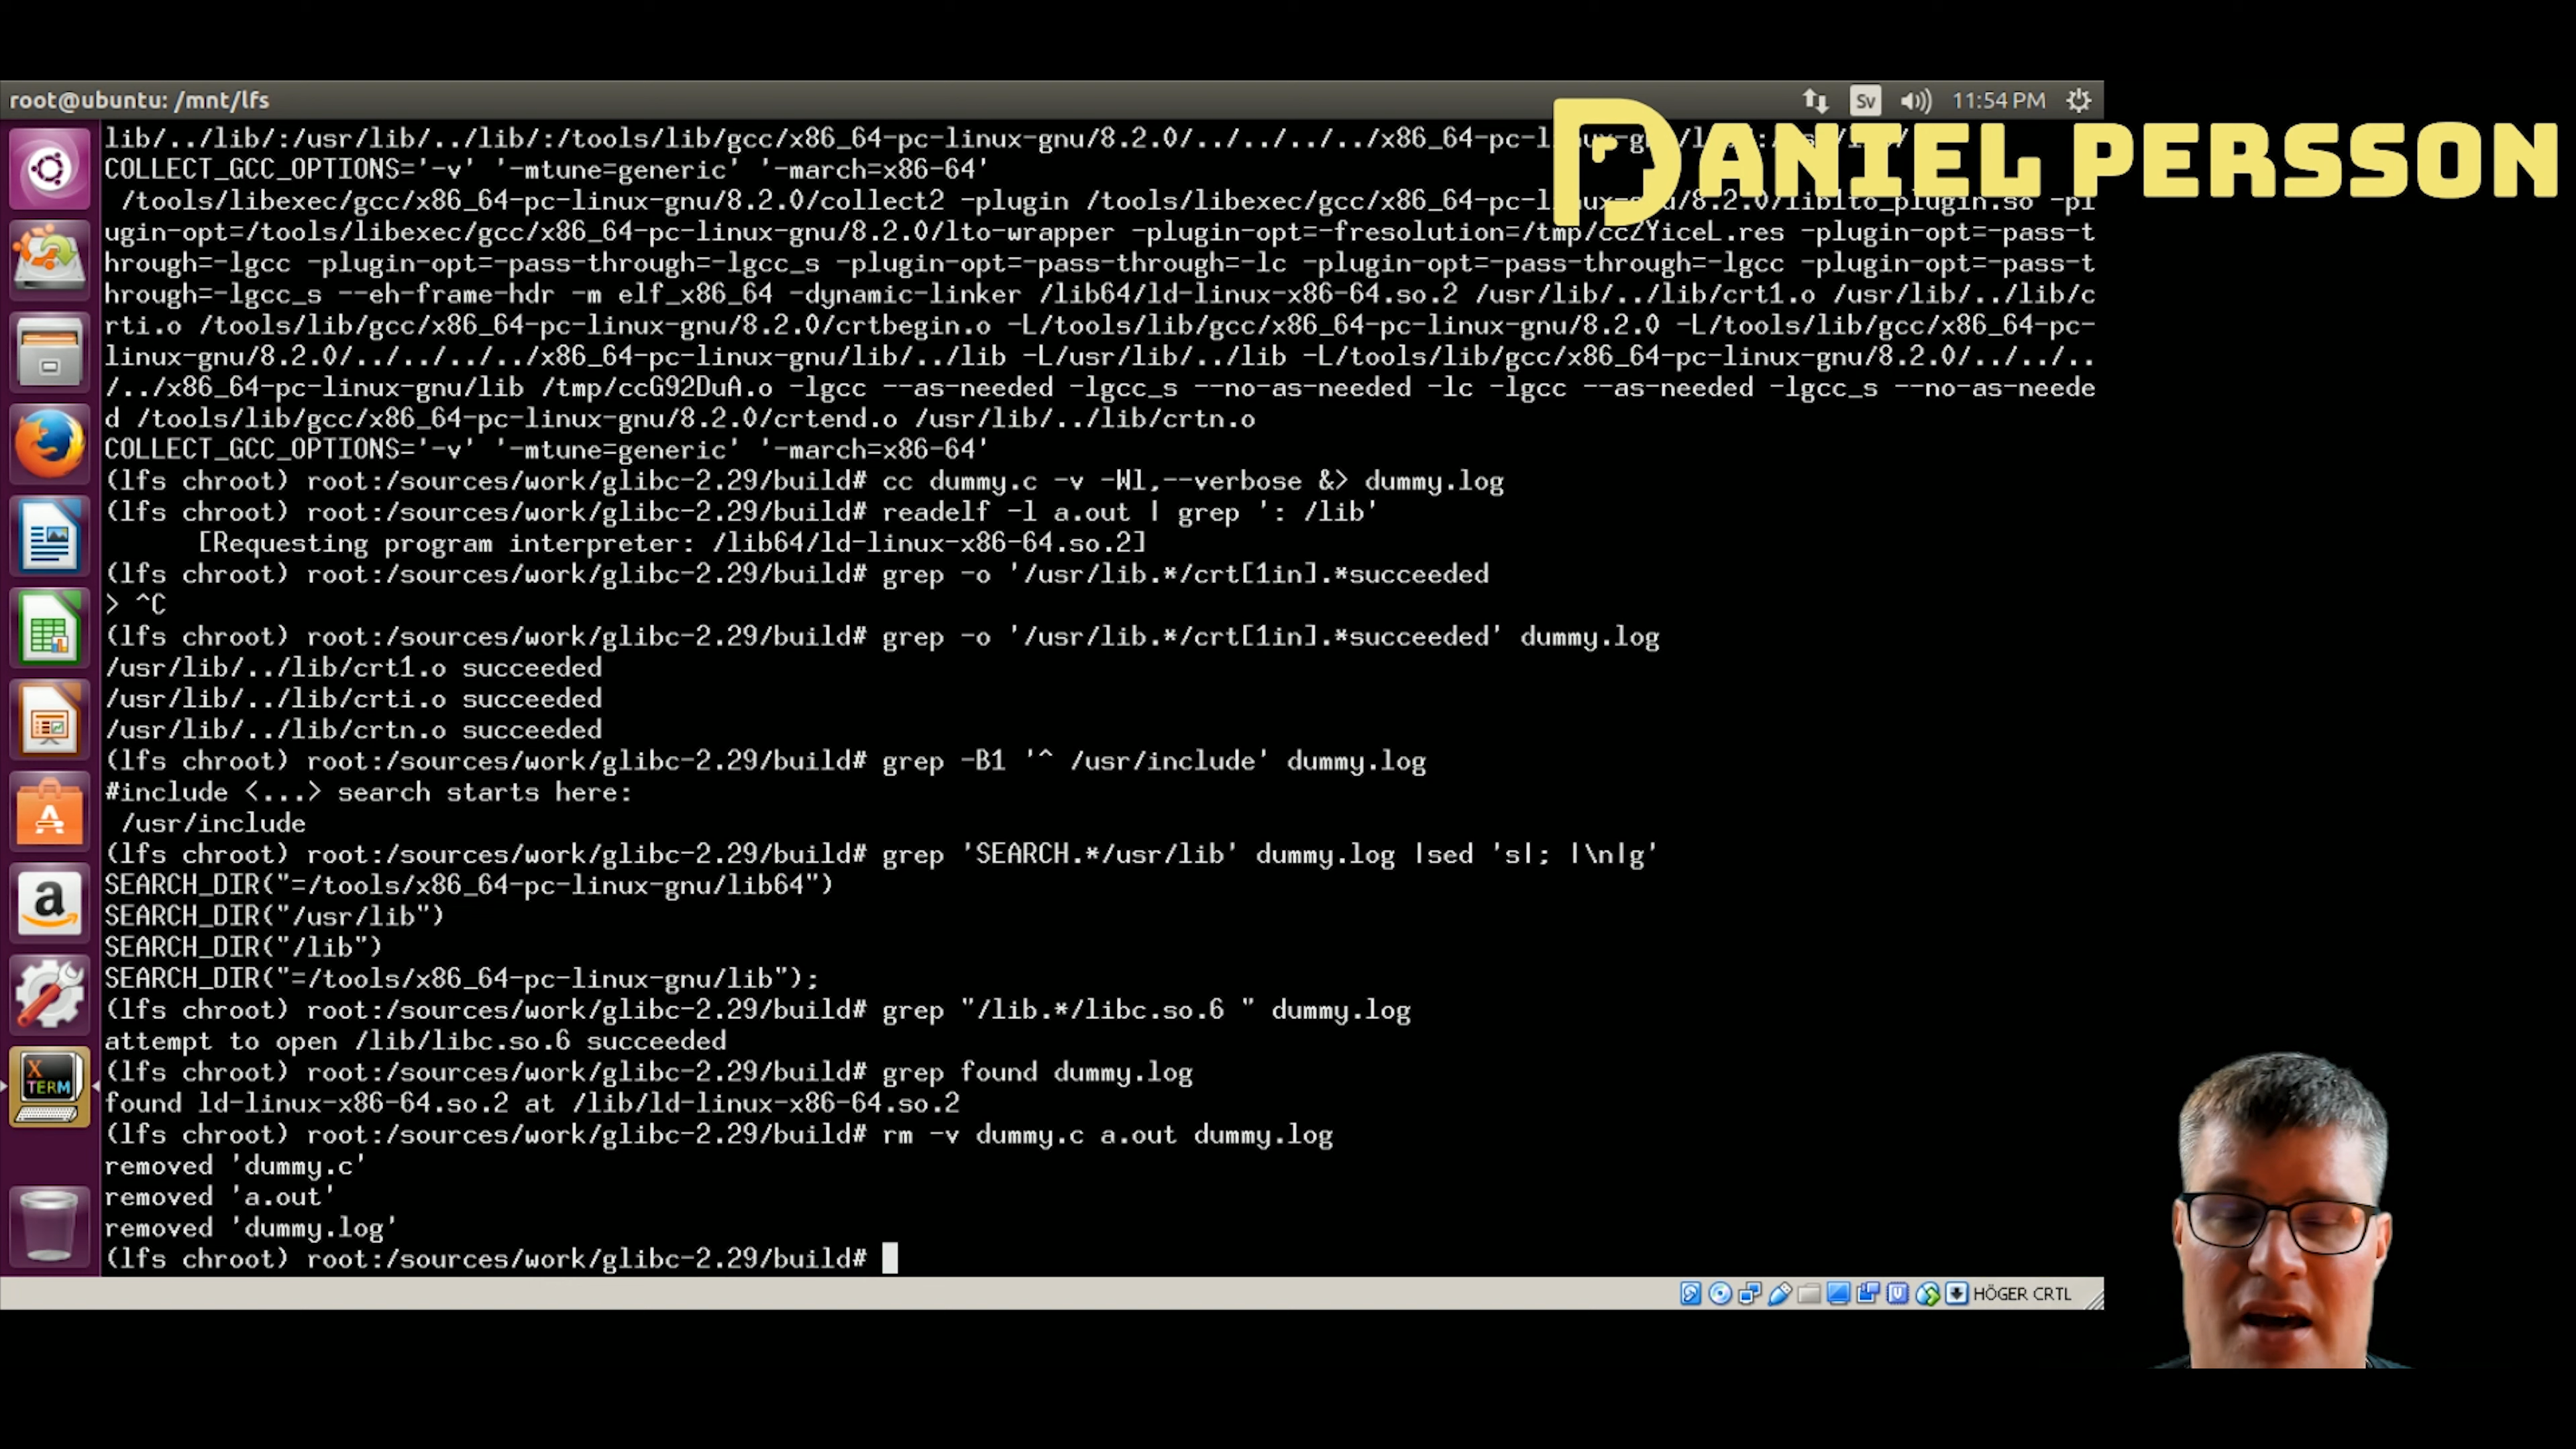 root@ubuntu: /mnt/lfs
Sv
11:54 PM
DANIEL PERSSON
lib/../lib/:/usr/lib/../lib/:/tools/lib/gcc/x86_64-pc-linux-gnu/8.2.0/../../../../x86_64-pc-linux-gnu/lib/:/usr/lib/
COLLECT_GCC_OPTIONS='-v' '-mtune=generic' '-march=x86-64'
/tools/libexec/gcc/x86_64-pc-linux-gnu/8.2.0/collect2 -plugin /tools/libexec/gcc/x86_64-pc-linux-gnu/8.2.0/liblto_plugin.so -pl
ugin-opt=/tools/libexec/gcc/x86_64-pc-linux-gnu/8.2.0/lto-wrapper -plugin-opt=-fresolution=/tmp/ccZYiceL.res -plugin-opt=-pass-t
hrough=-lgcc -plugin-opt=-pass-through=-lgcc_s -plugin-opt=-pass-through=-lc -plugin-opt=-pass-through=-lgcc -plugin-opt=-pass-t
hrough=-lgcc_s --eh-frame-hdr -m elf_x86_64 -dynamic-linker /lib64/ld-linux-x86-64.so.2 /usr/lib/../lib/crt1.o /usr/lib/../lib/c
rti.o /tools/lib/gcc/x86_64-pc-linux-gnu/8.2.0/crtbegin.o -L/tools/lib/gcc/x86_64-pc-linux-gnu/8.2.0 -L/tools/lib/gcc/x86_64-pc-
linux-gnu/8.2.0/../../../../x86_64-pc-linux-gnu/lib/../lib -L/usr/lib/../lib -L/tools/lib/gcc/x86_64-pc-linux-gnu/8.2.0/../../..
/../x86_64-pc-linux-gnu/lib /tmp/ccG92DuA.o -lgcc --as-needed -lgcc_s --no-as-needed -lc -lgcc --as-needed -lgcc_s --no-as-neede
d /tools/lib/gcc/x86_64-pc-linux-gnu/8.2.0/crtend.o /usr/lib/../lib/crtn.o
COLLECT_GCC_OPTIONS='-v' '-mtune=generic' '-march=x86-64'
(lfs chroot) root:/sources/work/glibc-2.29/build# cc dummy.c -v -Wl,--verbose &> dummy.log
(lfs chroot) root:/sources/work/glibc-2.29/build# readelf -l a.out | grep ': /lib'
[Requesting program interpreter: /lib64/ld-linux-x86-64.so.2]
(lfs chroot) root:/sources/work/glibc-2.29/build# grep -o '/usr/lib.*/crt[1in].*succeeded
> ^C
(lfs chroot) root:/sources/work/glibc-2.29/build# grep -o '/usr/lib.*/crt[1in].*succeeded' dummy.log
/usr/lib/../lib/crt1.o succeeded
/usr/lib/../lib/crti.o succeeded
/usr/lib/../lib/crtn.o succeeded
(lfs chroot) root:/sources/work/glibc-2.29/build# grep -B1 '^ /usr/include' dummy.log
#include <...> search starts here:
/usr/include
(lfs chroot) root:/sources/work/glibc-2.29/build# grep 'SEARCH.*/usr/lib' dummy.log |sed 's|; |\n|g'
SEARCH_DIR("=/tools/x86_64-pc-linux-gnu/lib64")
SEARCH_DIR("/usr/lib")
SEARCH_DIR("/lib")
SEARCH_DIR("=/tools/x86_64-pc-linux-gnu/lib");
(lfs chroot) root:/sources/work/glibc-2.29/build# grep "/lib.*/libc.so.6 " dummy.log
attempt to open /lib/libc.so.6 succeeded
(lfs chroot) root:/sources/work/glibc-2.29/build# grep found dummy.log
found ld-linux-x86-64.so.2 at /lib/ld-linux-x86-64.so.2
(lfs chroot) root:/sources/work/glibc-2.29/build# rm -v dummy.c a.out dummy.log
removed 'dummy.c'
removed 'a.out'
removed 'dummy.log'
(lfs chroot) root:/sources/work/glibc-2.29/build#
X
TERM
HÖGER CRTL